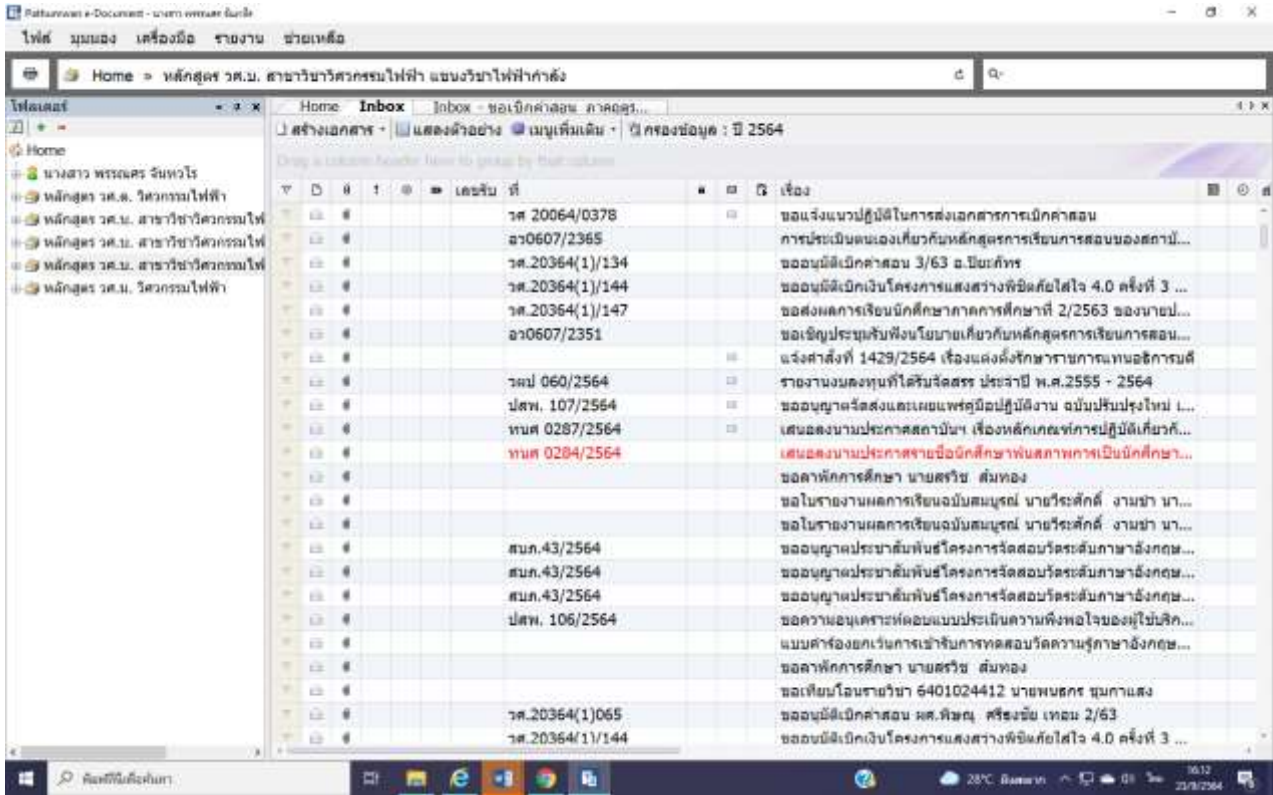 Pathumwan e-Document - นางสาว พรรณศร จันทวโร
ไฟล์ มุมมอง เครื่องมือ รายงาน ช่วยเหลือ
Home » หลักสูตร วศ.บ. สาขาวิชาวิศวกรรมไฟฟ้า แขนงวิชาไฟฟ้ากำลัง
โฟลเดอร์
Home Inbox Inbox - ขอเบิกค่าสอน ภาคฤดูร...
สร้างเอกสาร แสดงตัวอย่าง เมนูเพิ่มเติม กรองข้อมูล : ปี 2564
Home
Drag a column header here to group by that column
นางสาว พรรณศร จันทวโร
หลักสูตร วศ.ด. วิศวกรรมไฟฟ้า
หลักสูตร วศ.บ. สาขาวิชาวิศวกรรมไฟ
หลักสูตร วศ.บ. สาขาวิชาวิศวกรรมไฟ
หลักสูตร วศ.บ. สาขาวิชาวิศวกรรมไฟ
หลักสูตร วศ.ม. วิศวกรรมไฟฟ้า
เลขรับ ที่ เรื่อง
วศ 20064/0378 ขอแจ้งแนวปฏิบัติในการส่งเอกสารการเบิกค่าสอน
อว0607/2365 การประเมินตนเองเกี่ยวกับหลักสูตรการเรียนการสอนของสถาบั...
วศ.20364(1)/134 ขออนุมัติเบิกค่าสอน 3/63 อ.ปิยะภัทร
วศ.20364(1)/144 ขออนุมัติเบิกเงินโครงการแสงสว่างพิชิตภัยใส่ใจ 4.0 ครั้งที่ 3 ...
วศ.20364(1)/147 ขอส่งผลการเรียนนักศึกษาภาคการศึกษาที่ 2/2563 ของนายป...
อว0607/2351 ขอเชิญประชุมรับฟังนโยบายเกี่ยวกับหลักสูตรการเรียนการสอน...
แจ้งคำสั่งที่ 1429/2564 เรื่องแต่งตั้งรักษาราชการแทนอธิการบดี
วผป 060/2564 รายงานงบลงทุนที่ได้รับจัดสรร ประจำปี พ.ศ.2555 - 2564
ปสพ. 107/2564 ขออนุญาตจัดส่งและเผยแพร่คู่มือปฏิบัติงาน ฉบับปรับปรุงใหม่ เ...
ทนศ 0287/2564 เสนอลงนามประกาศสถาบันฯ เรื่องหลักเกณฑ์การปฏิบัติเกี่ยวกั...
ทนศ 0284/2564 เสนอลงนามประกาศรายชื่อนักศึกษาพ้นสภาพการเป็นนักศึกษา...
ขอลาพักการศึกษา นายสรวิช ส้มทอง
ขอใบรายงานผลการเรียนฉบับสมบูรณ์ นายวีระศักดิ์ งามขำ นา...
ขอใบรายงานผลการเรียนฉบับสมบูรณ์ นายวีระศักดิ์ งามขำ นา...
สบภ.43/2564 ขออนุญาตประชาสัมพันธ์โครงการจัดสอบวัดระดับภาษาอังกฤษ...
สบภ.43/2564 ขออนุญาตประชาสัมพันธ์โครงการจัดสอบวัดระดับภาษาอังกฤษ...
สบภ.43/2564 ขออนุญาตประชาสัมพันธ์โครงการจัดสอบวัดระดับภาษาอังกฤษ...
ปสพ. 106/2564 ขอความอนุเคราะห์ตอบแบบประเมินความพึงพอใจของผู้ใช้บริก...
แบบคำร้องยกเว้นการเข้ารับการทดสอบวัดความรู้ภาษาอังกฤษ...
ขอลาพักการศึกษา นายสรวิช ส้มทอง
ขอเทียบโอนรายวิชา 6401024412 นายพนธกร ขุมกาแสง
วศ.20364(1)065 ขออนุมัติเบิกค่าสอน ผศ.พิษณุ ศรีธงชัย เทอม 2/63
วศ.20364(1)/144 ขออนุมัติเบิกเงินโครงการแสงสว่างพิชิตภัยใส่ใจ 4.0 ครั้งที่ 3 ...
พิมพ์ที่นี่เพื่อค้นหา 28°C ฝนตกมาก ไทย 16:12
23/9/2564